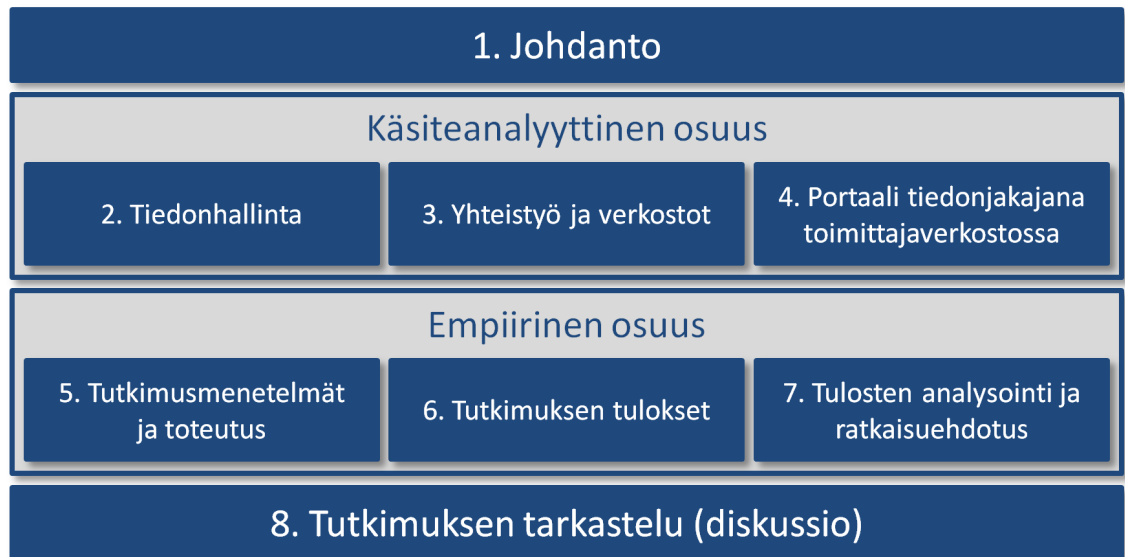 1. Johdanto
Käsiteanalyyttinen osuus
2. Tiedonhallinta
3. Yhteistyö ja verkostot
4. Portaali tiedonjakajana
toimittajaverkostossa
Empiirinen osuus
5. Tutkimusmenetelmät
ja toteutus
6. Tutkimuksen tulokset
7. Tulosten analysointi ja
ratkaisuehdotus
8. Tutkimuksen tarkastelu (diskussio)